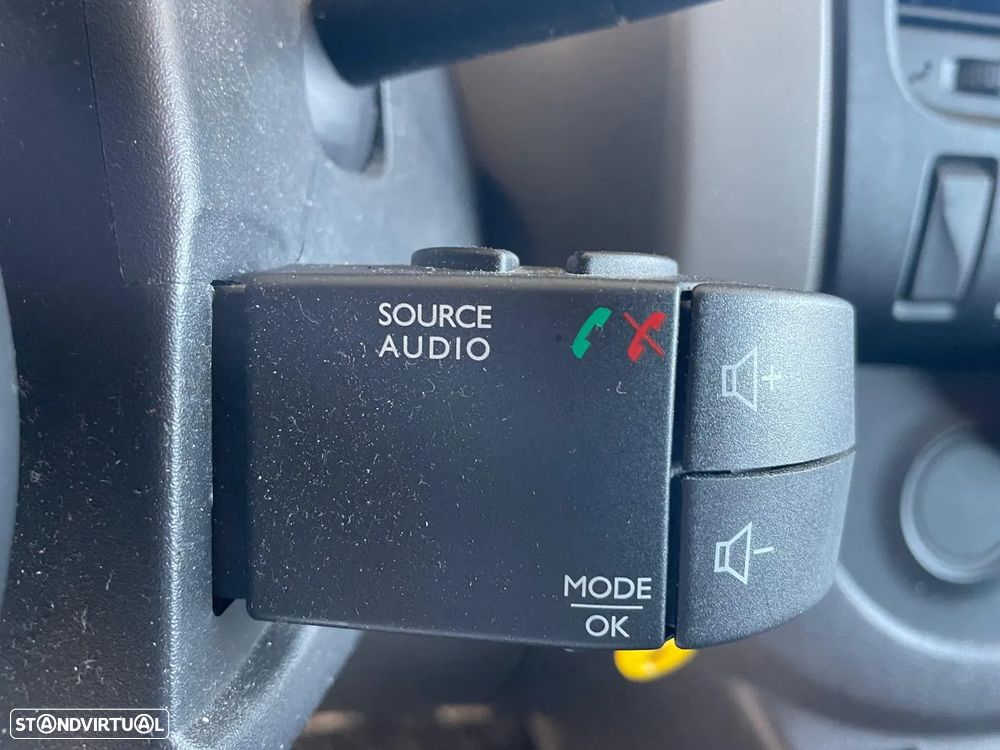 SOURCE
AUDIO
+
-
MODE
OK
STANDVIRTUAL